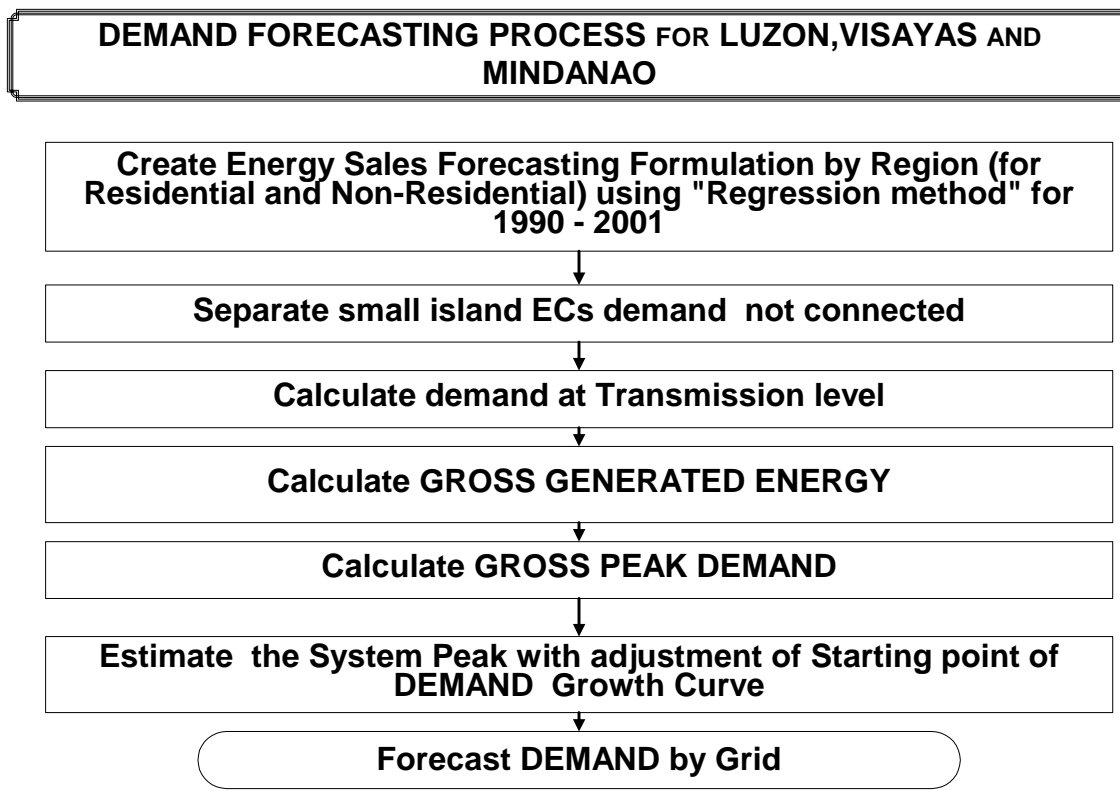 DEMAND FORECASTING PROCESS FOR LUZON,VISAYAS AND
MINDANAO
Create Energy Sales Forecasting Formulation by Region (for
Residential and Non-Residential) using "Regression method" for
1990 - 2001
Separate small island ECs demand not connected
Calculate demand at Transmission level
Calculate GROSS GENERATED ENERGY
Calculate GROSS PEAK DEMAND
Estimate the System Peak with adjustment of Starting point of
DEMAND Growth Curve
Forecast DEMAND by Grid